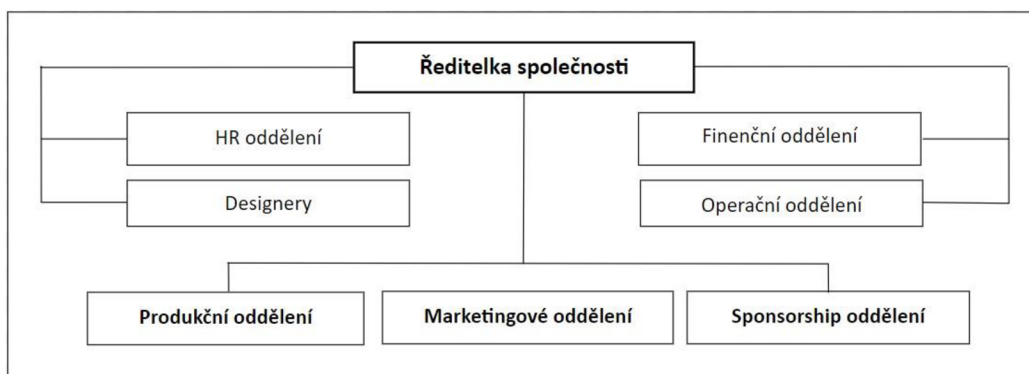 Ředitelka společnosti
HR oddělení
Finenční oddělení
Designery
Operační oddělení
Produkční oddělení
Marketingové oddělení
Sponsorship oddělení